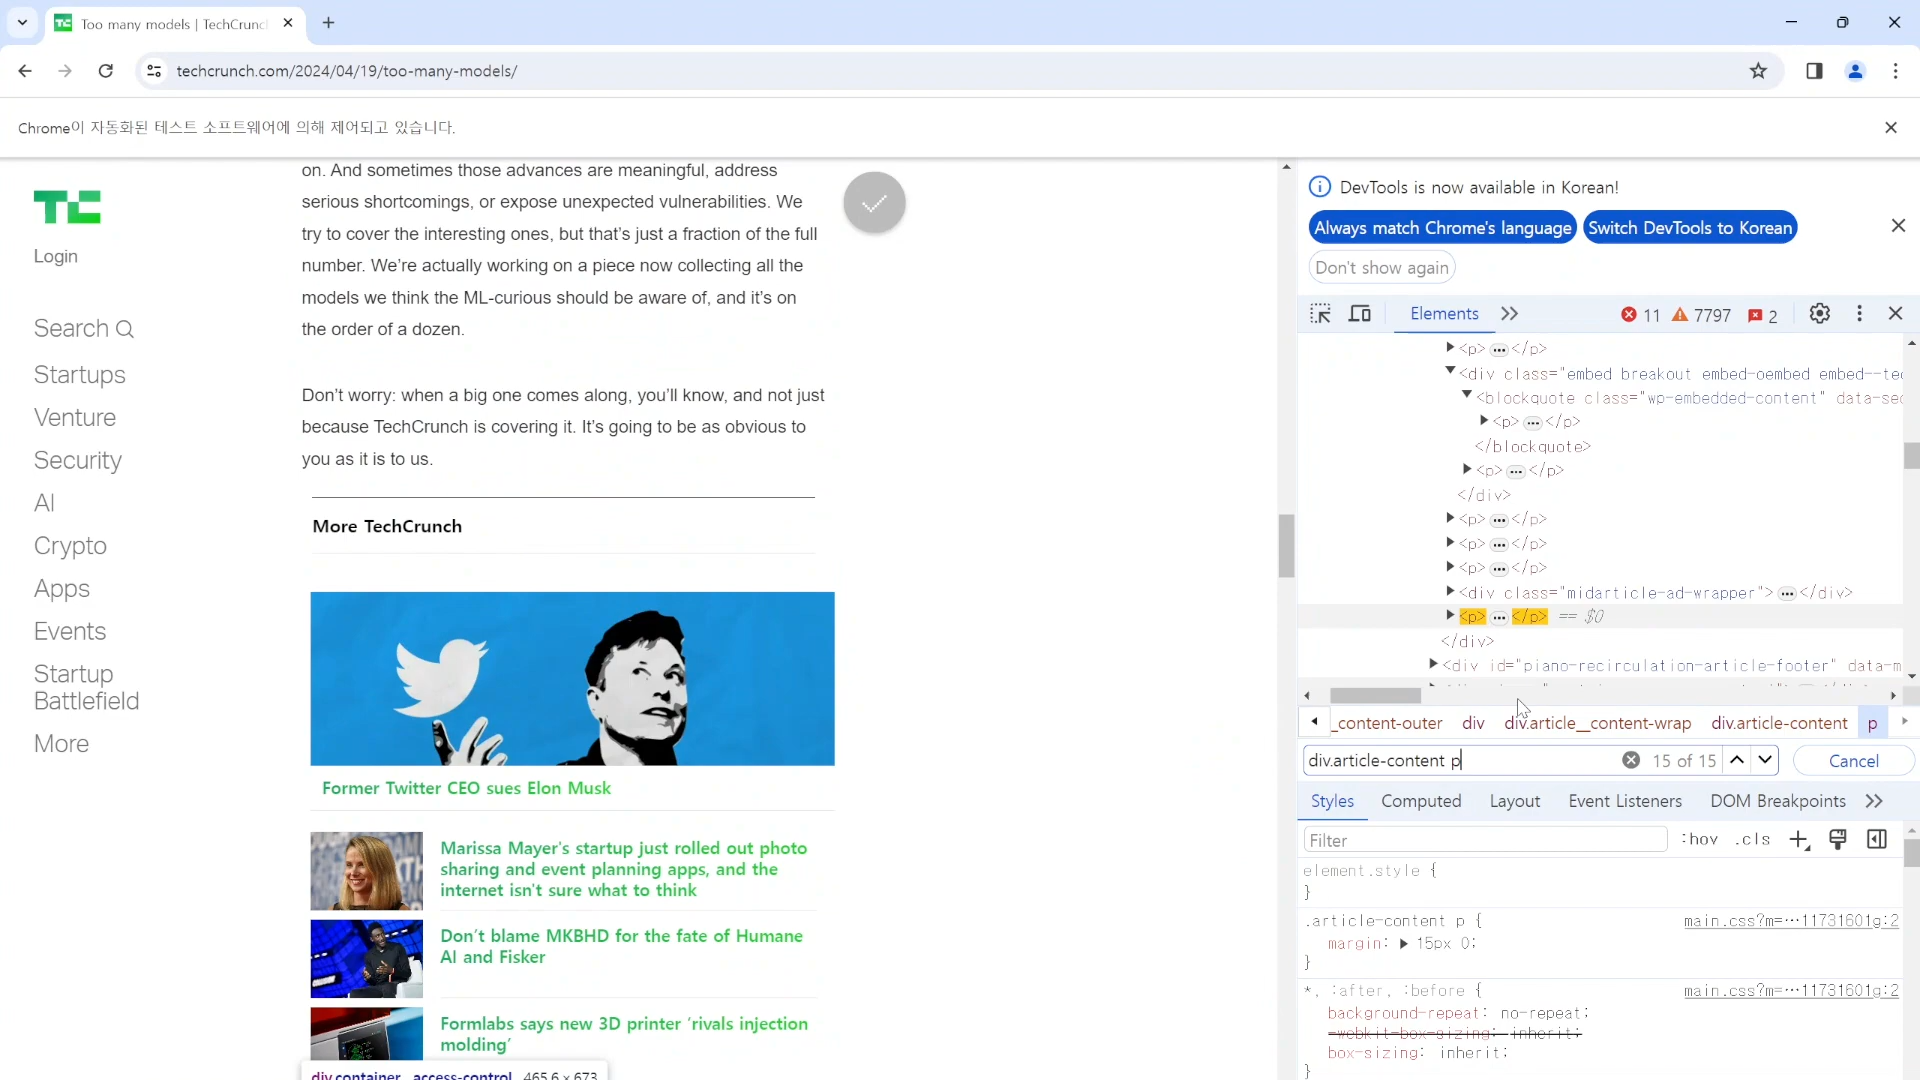 Too many models | TechCrunc
techcrunch.com/2024/04/19/too-many-models/
Chrome이 자동화된 테스트 소프트웨어에 의해 제어되고 있습니다.
TC
Login
Search
Startups
Venture
Security
AI
Crypto
Apps
Events
Startup
Battlefield
More
on. And sometimes those advances are meaningful, address
serious shortcomings, or expose unexpected vulnerabilities. We
try to cover the interesting ones, but that's just a fraction of the full
number. We're actually working on a piece now collecting all the
models we think the ML-curious should be aware of, and it's on
the order of a dozen.
Don't worry: when a big one comes along, you'll know, and not just
because TechCrunch is covering it. It's going to be as obvious to
you as it is to us.
More TechCrunch
Former Twitter CEO sues Elon Musk
Marissa Mayer's startup just rolled out photo
sharing and event planning apps, and the
internet isn't sure what to think
Don't blame MKBHD for the fate of Humane
AI and Fisker
Formlabs says new 3D printer 'rivals injection
molding'
div.container__access-control 465.6 × 673
DevTools is now available in Korean!
Always match Chrome's language Switch DevTools to Korean
Don't show again
Elements 11 7797 2
<p> … </p>
<div class="embed breakout embed-oembed embed--tec
<blockquote class="wp-embedded-content" data-sec
<p> … </p>
</blockquote>
<p> … </p>
</div>
<p> … </p>
<p> … </p>
<p> … </p>
<div class="midarticle-ad-wrapper"> … </div>
<p> … </p> == $0
</div>
<div id="piano-recirculation-article-footer" data-m
_content-outer div div.article__content-wrap div.article-content p
div.article-content p 15 of 15 Cancel
Styles Computed Layout Event Listeners DOM Breakpoints
Filter :hov .cls
element.style {
}
.article-content p { main.css?m=…11731601g:2
margin: 15px 0;
}
*, :after, :before { main.css?m=…11731601g:2
background-repeat: no-repeat;
-webkit-box-sizing: inherit;
box-sizing: inherit;
}